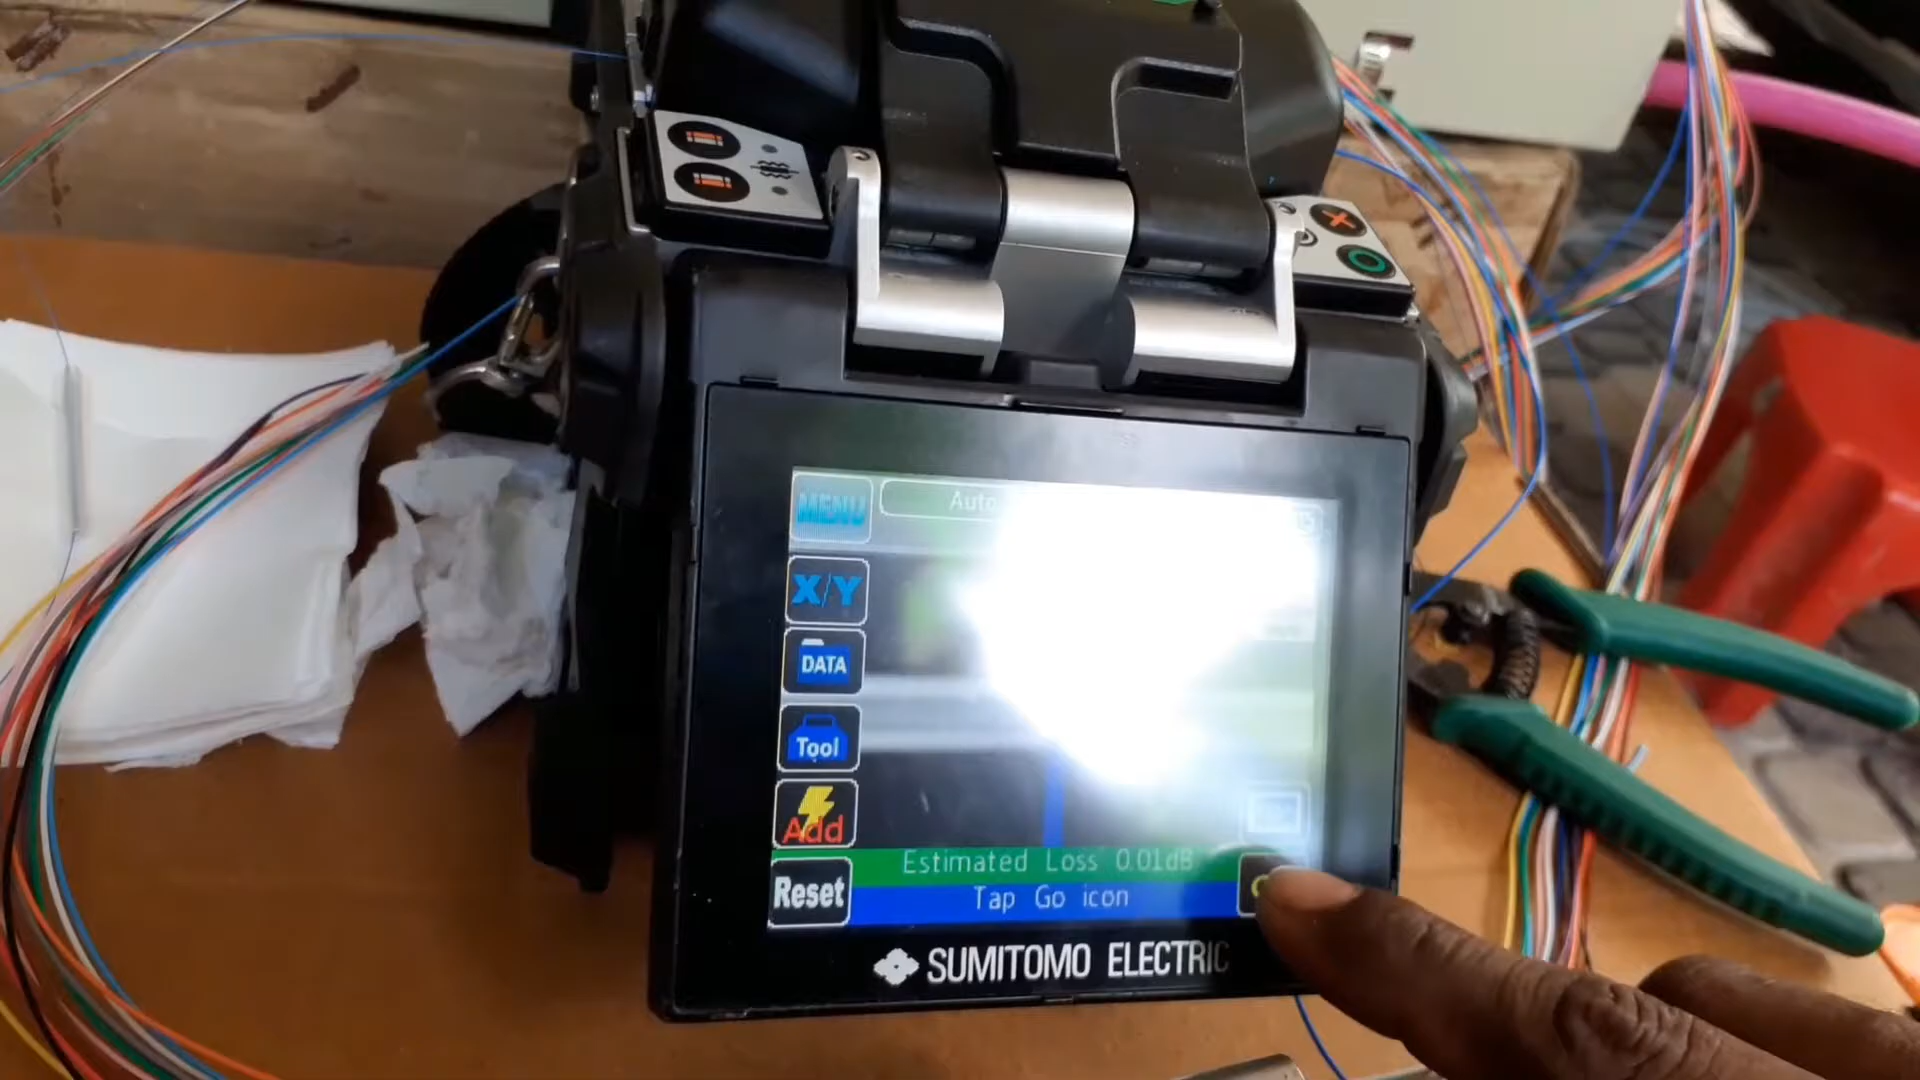 MENU
Auto
X/Y
DATA
Tool
Add
Estimated Loss 0.01dB
Reset
Tap Go icon
SUMITOMO ELECTRIC